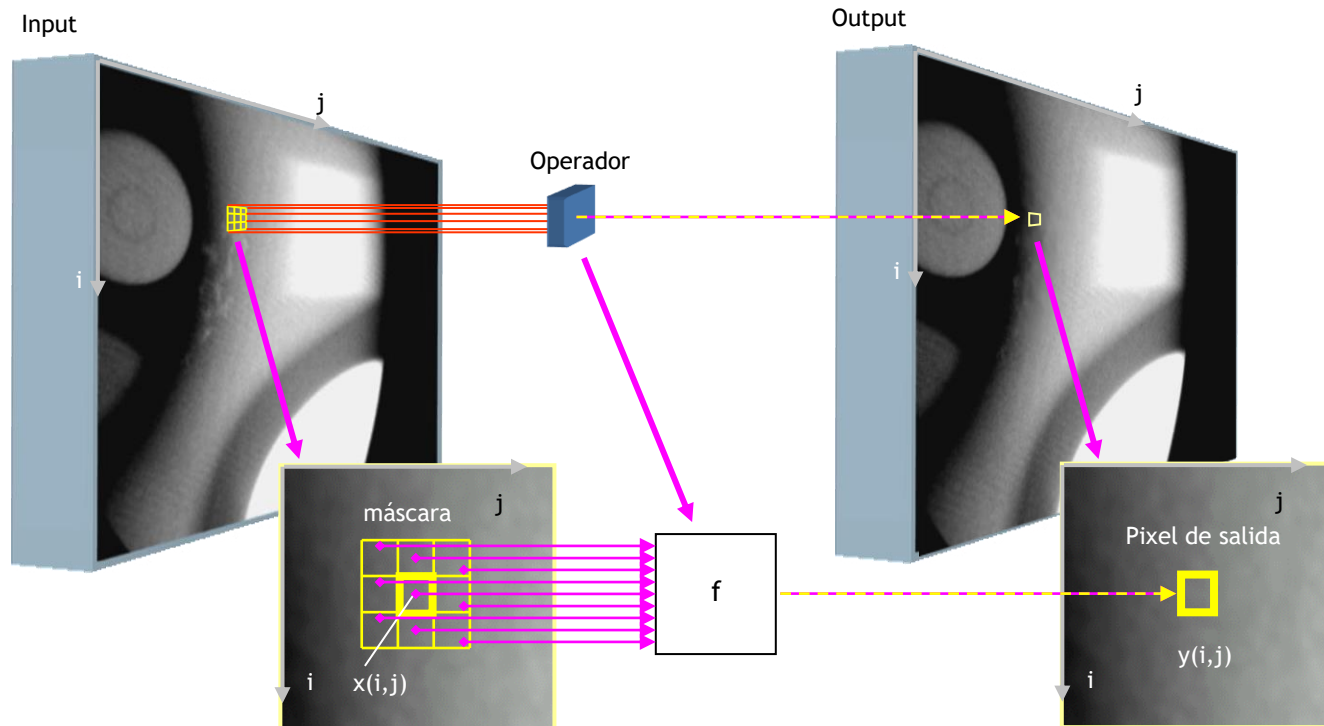 Input
Output
j
j
Operador
i
i
máscara
j
x(i,j)
i
f
j
Pixel de salida
y(i,j)
i